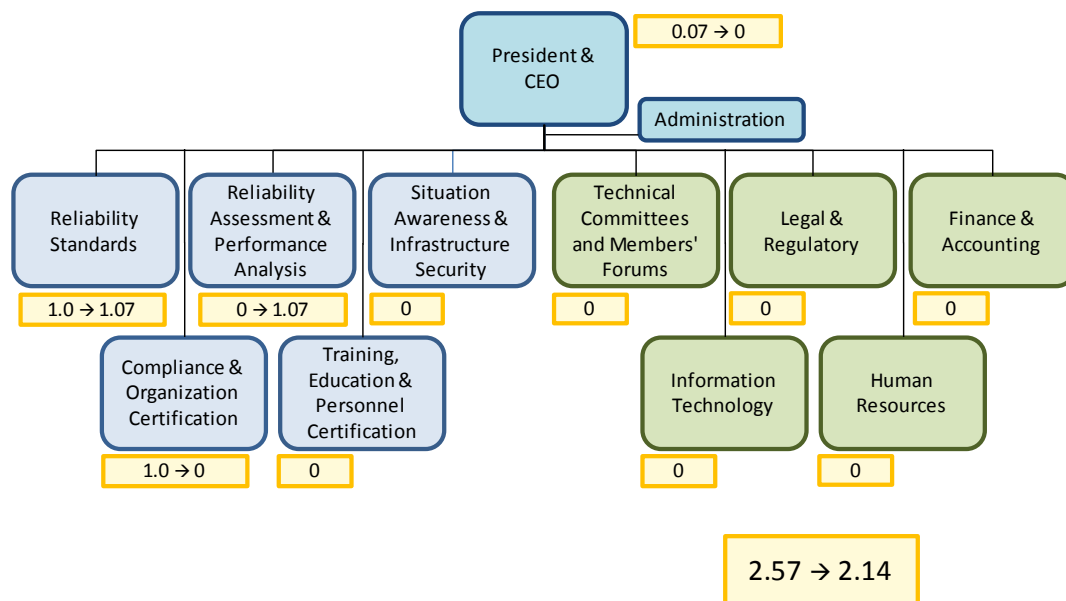 President &
CEO
0.07 → 0
Administration
Reliability
Standards
1.0 → 1.07
Reliability
Assessment &
Performance
Analysis
0 → 1.07
Situation
Awareness &
Infrastructure
Security
0
Technical
Committees
and Members'
Forums
0
Legal &
Regulatory
0
Finance &
Accounting
0
Compliance &
Organization
Certification
1.0 → 0
Training,
Education &
Personnel
Certification
0
Information
Technology
0
Human
Resources
0
2.57 → 2.14